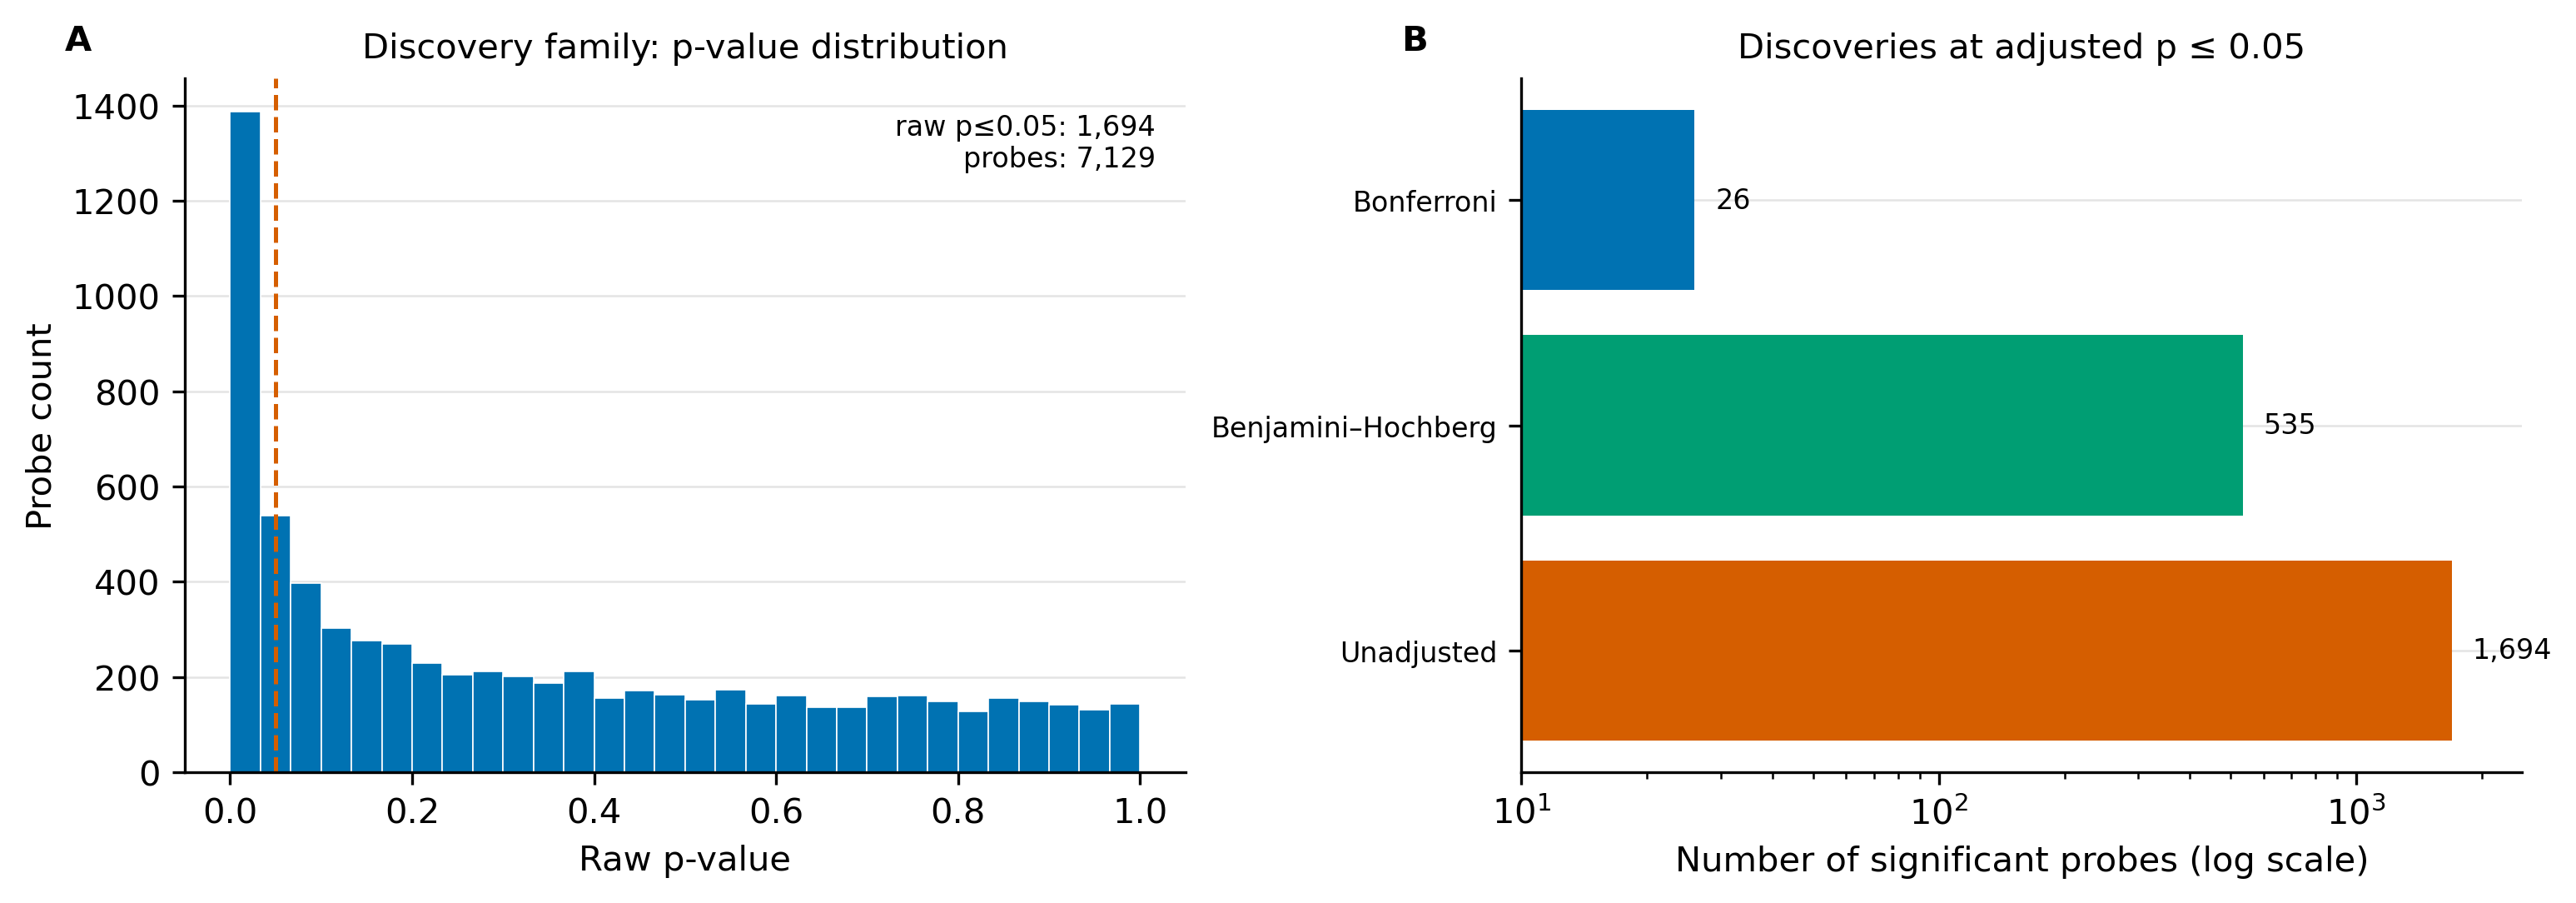 A
Discovery family: p-value distribution
1400
1200
1000
800
600
400
200
0
Probe count
raw p≤0.05: 1,694
probes: 7,129
0.0 0.2 0.4 0.6 0.8 1.0
Raw p-value
B
Discoveries at adjusted p ≤ 0.05
Bonferroni
26
Benjamini–Hochberg
535
Unadjusted
1,694
10¹ 10² 10³
Number of significant probes (log scale)